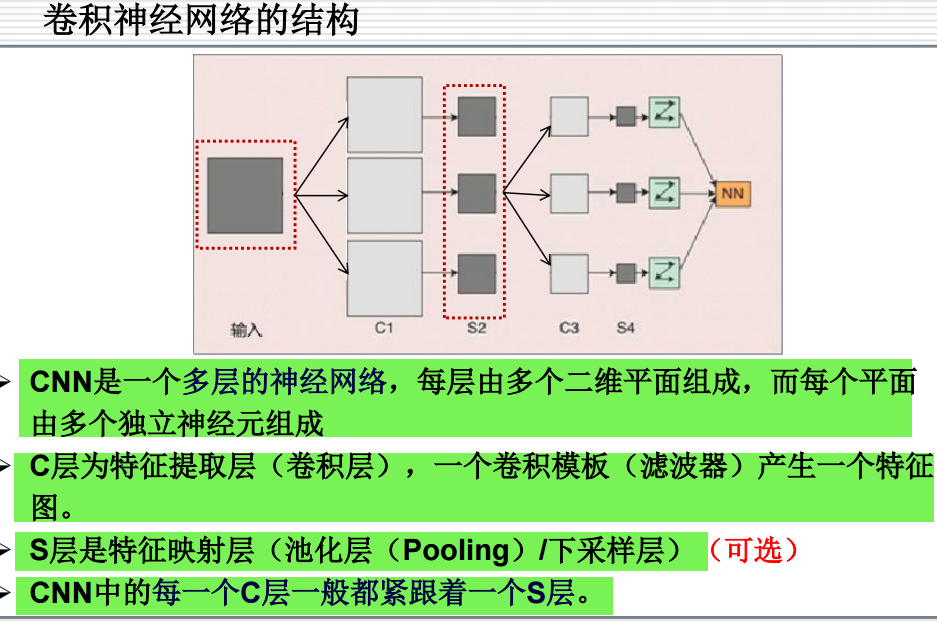 卷积神经网络的结构
NN
输入 C1 S2 C3 S4
CNN是一个多层的神经网络，每层由多个二维平面组成，而每个平面
由多个独立神经元组成
C层为特征提取层（卷积层），一个卷积模板（滤波器）产生一个特征
图。
S层是特征映射层（池化层（Pooling）/下采样层）（可选）
CNN中的每一个C层一般都紧跟着一个S层。